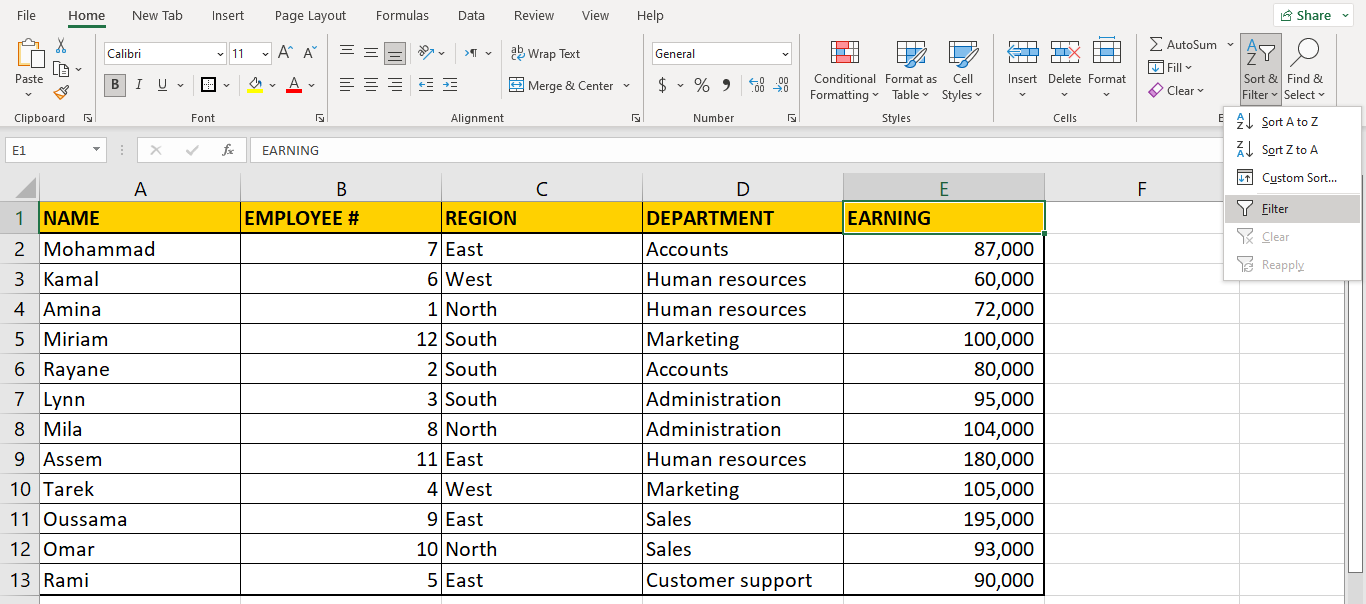 File Home New Tab Insert Page Layout Formulas Data Review View Help Share
Calibri 11 A A ab Wrap Text General AutoSum
Paste B I U A Merge & Center $ % Conditional Formatting Format as Table Cell Styles Insert Delete Format Fill Clear Sort & Filter Find & Select
Clipboard Font Alignment Number Styles Cells E
Sort A to Z
Sort Z to A
Custom Sort...
Filter
Clear
Reapply
E1 fx EARNING
A B C D E F
1 NAME EMPLOYEE # REGION DEPARTMENT EARNING
2 Mohammad 7 East Accounts 87,000
3 Kamal 6 West Human resources 60,000
4 Amina 1 North Human resources 72,000
5 Miriam 12 South Marketing 100,000
6 Rayane 2 South Accounts 80,000
7 Lynn 3 South Administration 95,000
8 Mila 8 North Administration 104,000
9 Assem 11 East Human resources 180,000
10 Tarek 4 West Marketing 105,000
11 Oussama 9 East Sales 195,000
12 Omar 10 North Sales 93,000
13 Rami 5 East Customer support 90,000